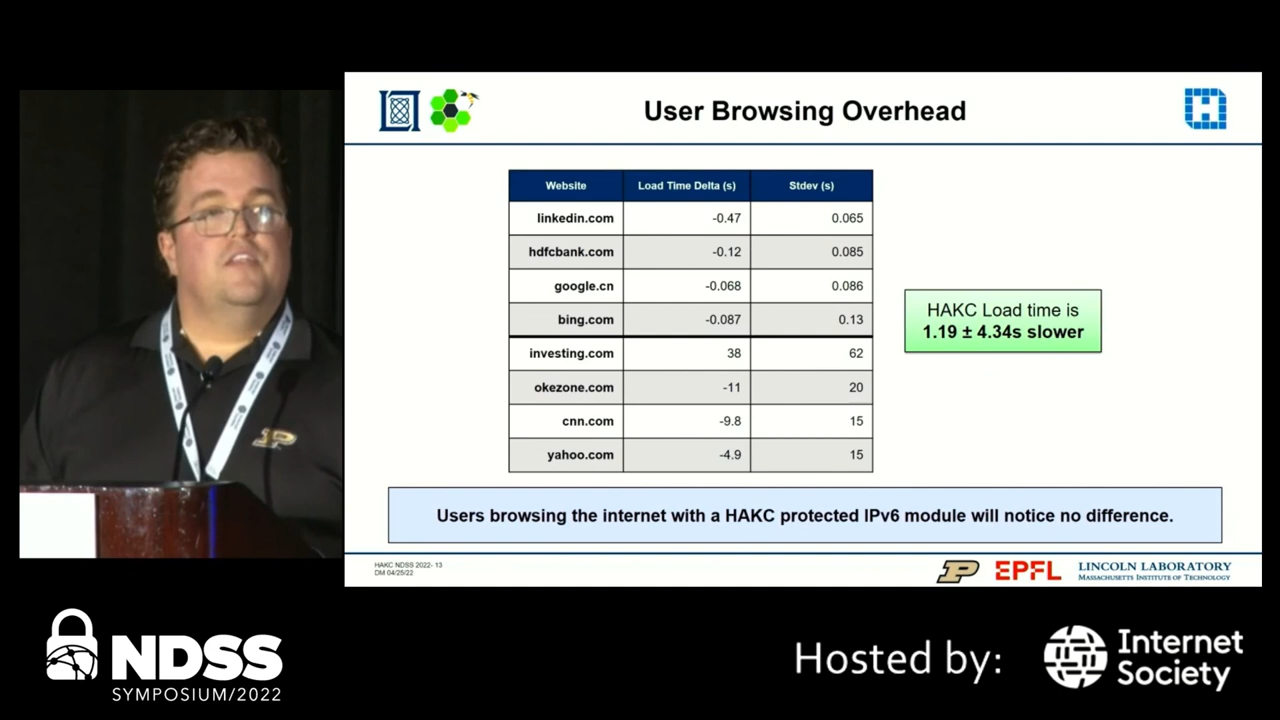 User Browsing Overhead
Website Load Time Delta (s) Stdev (s)
linkedin.com -0.47 0.065
hdfcbank.com -0.12 0.085
google.cn -0.068 0.086
bing.com -0.087 0.13
investing.com 38 62
okezone.com -11 20
cnn.com -9.8 15
yahoo.com -4.9 15
HAKC Load time is
1.19 ± 4.34s slower
Users browsing the internet with a HAKC protected IPv6 module will notice no difference.
HAKC NDSS 2022- 13
DM 04/25/22
P EPFL LINCOLN LABORATORY
MASSACHUSETTS INSTITUTE OF TECHNOLOGY
NDSS
SYMPOSIUM/2022
Hosted by:
Internet
Society